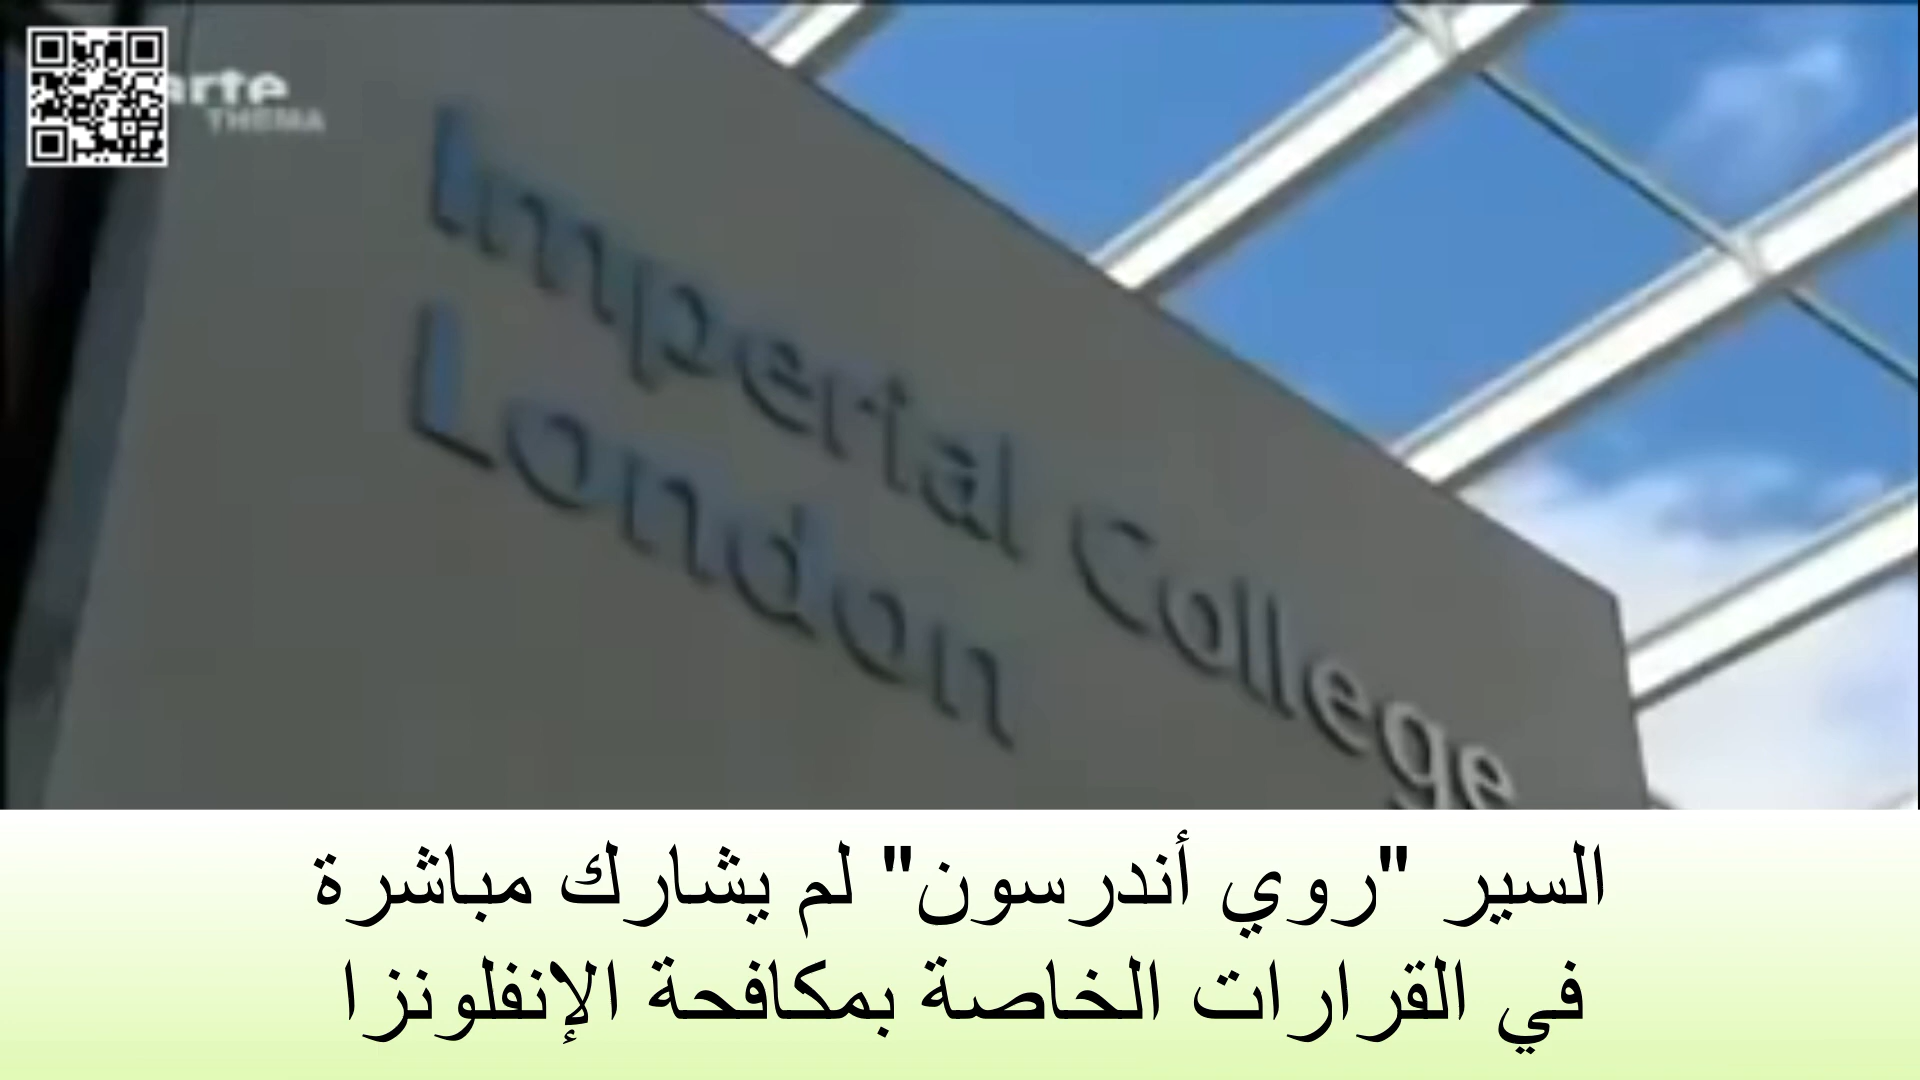 arte
THEMA
Imperial College
London
السير "روي أندرسون" لم يشارك مباشرة
في القرارات الخاصة بمكافحة الإنفلونزا